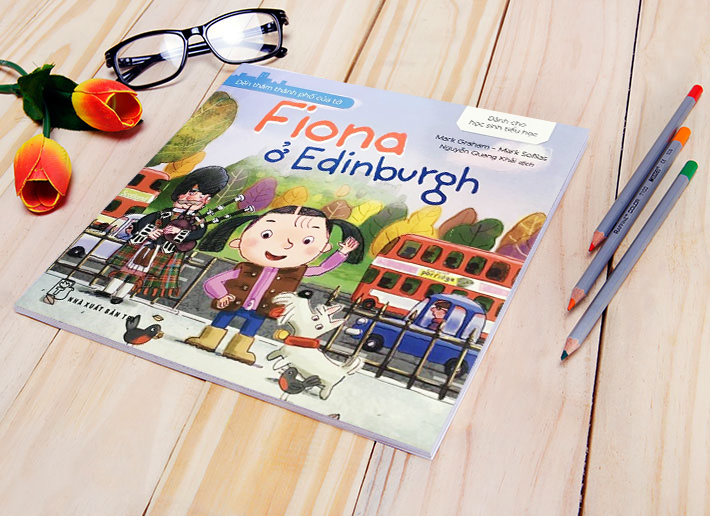 Đến thăm thành phố của tớ
Fiona
ở Edinburgh
Dành cho
học sinh tiểu học
Mark Graham - Mark Sofilas
Nguyễn Quang Khải dịch
NHÀ XUẤT BẢN T